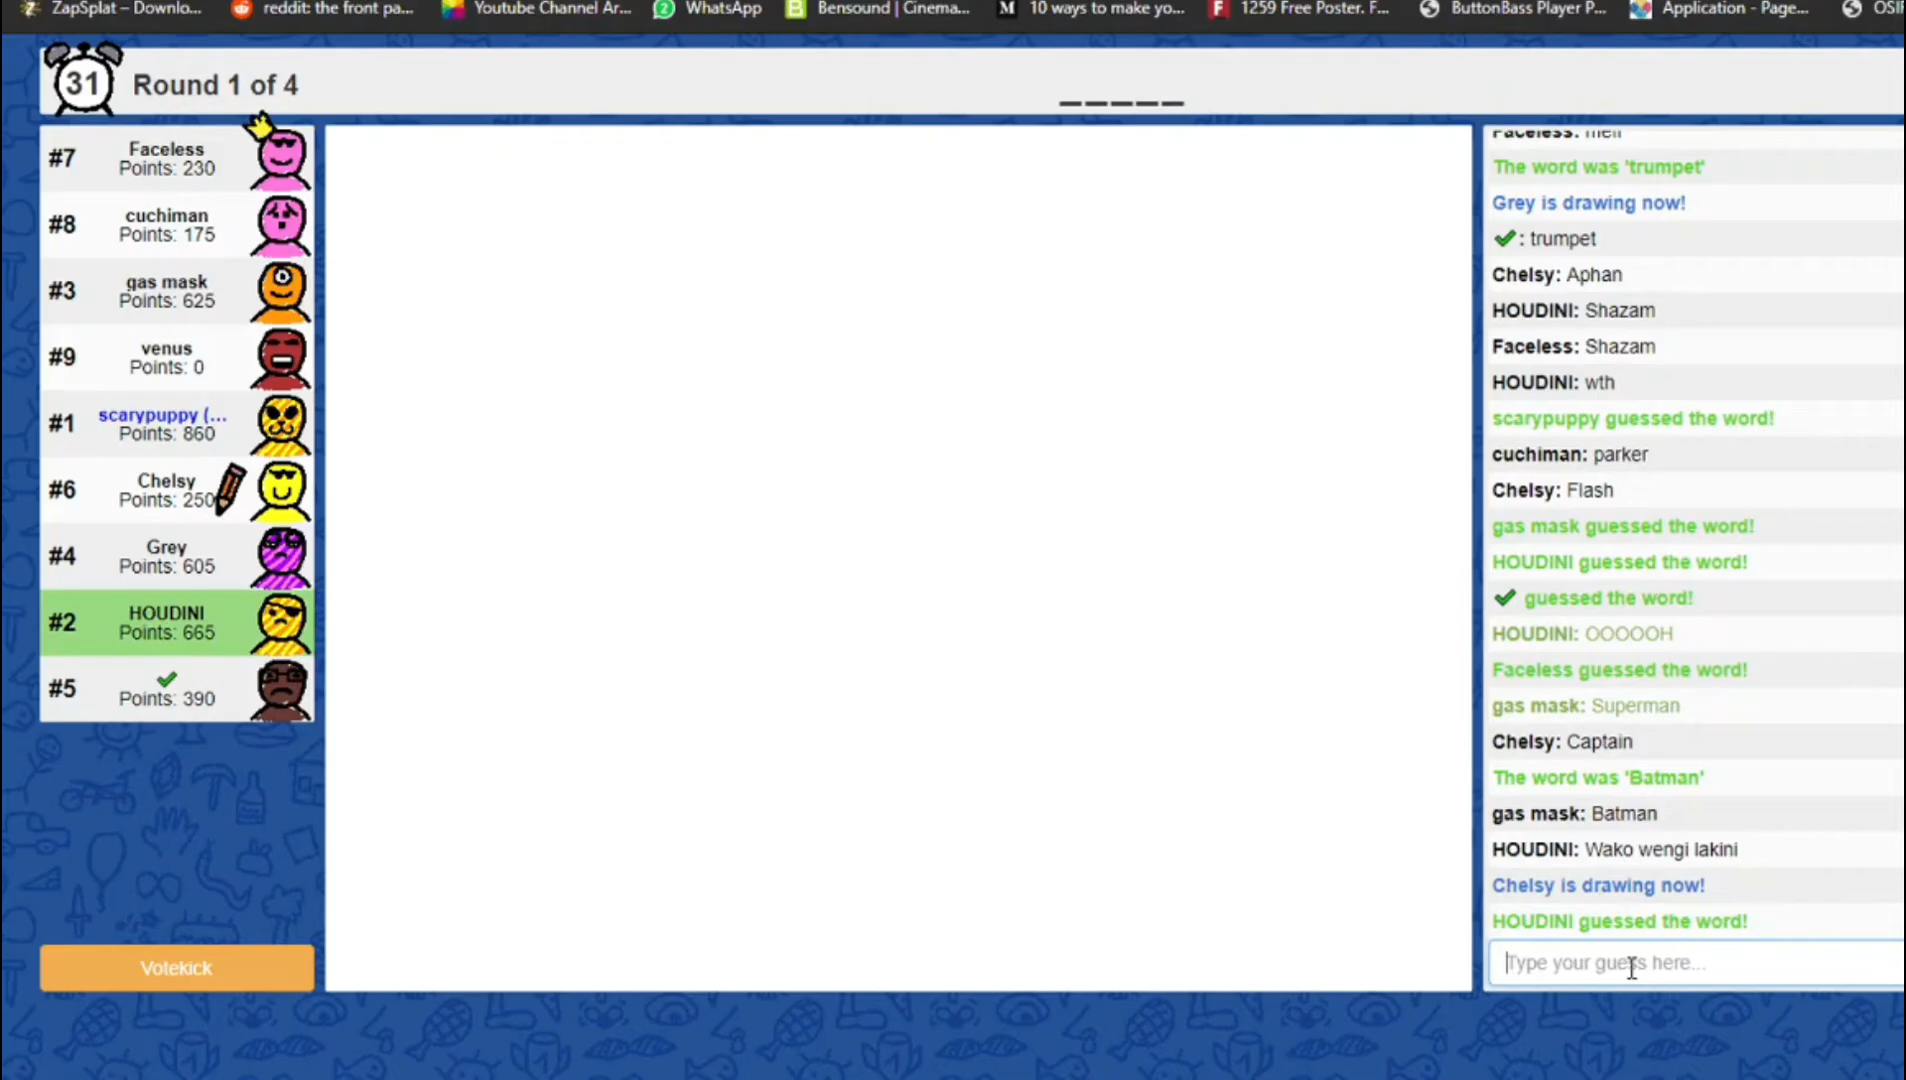 ZapSplat – Downlo...
reddit: the front pa...
Youtube Channel Ar...
2 WhatsApp
B Bensound | Cinema...
M 10 ways to make yo...
F 1259 Free Poster. F...
ButtonBass Player P...
Application - Page...
31 Round 1 of 4
_____
#7 Faceless
Points: 230
#8 cuchiman
Points: 175
#3 gas mask
Points: 625
#9 venus
Points: 0
#1 scarypuppy (...
Points: 860
#6 Chelsy
Points: 250
#4 Grey
Points: 605
#2 HOUDINI
Points: 665
#5
Points: 390
Votekick
Faceless:
The word was 'trumpet'
Grey is drawing now!
✔: trumpet
Chelsy: Aphan
HOUDINI: Shazam
Faceless: Shazam
HOUDINI: wth
scarypuppy guessed the word!
cuchiman: parker
Chelsy: Flash
gas mask guessed the word!
HOUDINI guessed the word!
✔ guessed the word!
HOUDINI: OOOOOH
Faceless guessed the word!
gas mask: Superman
Chelsy: Captain
The word was 'Batman'
gas mask: Batman
HOUDINI: Wako wengi lakini
Chelsy is drawing now!
HOUDINI guessed the word!
Type your guess here...